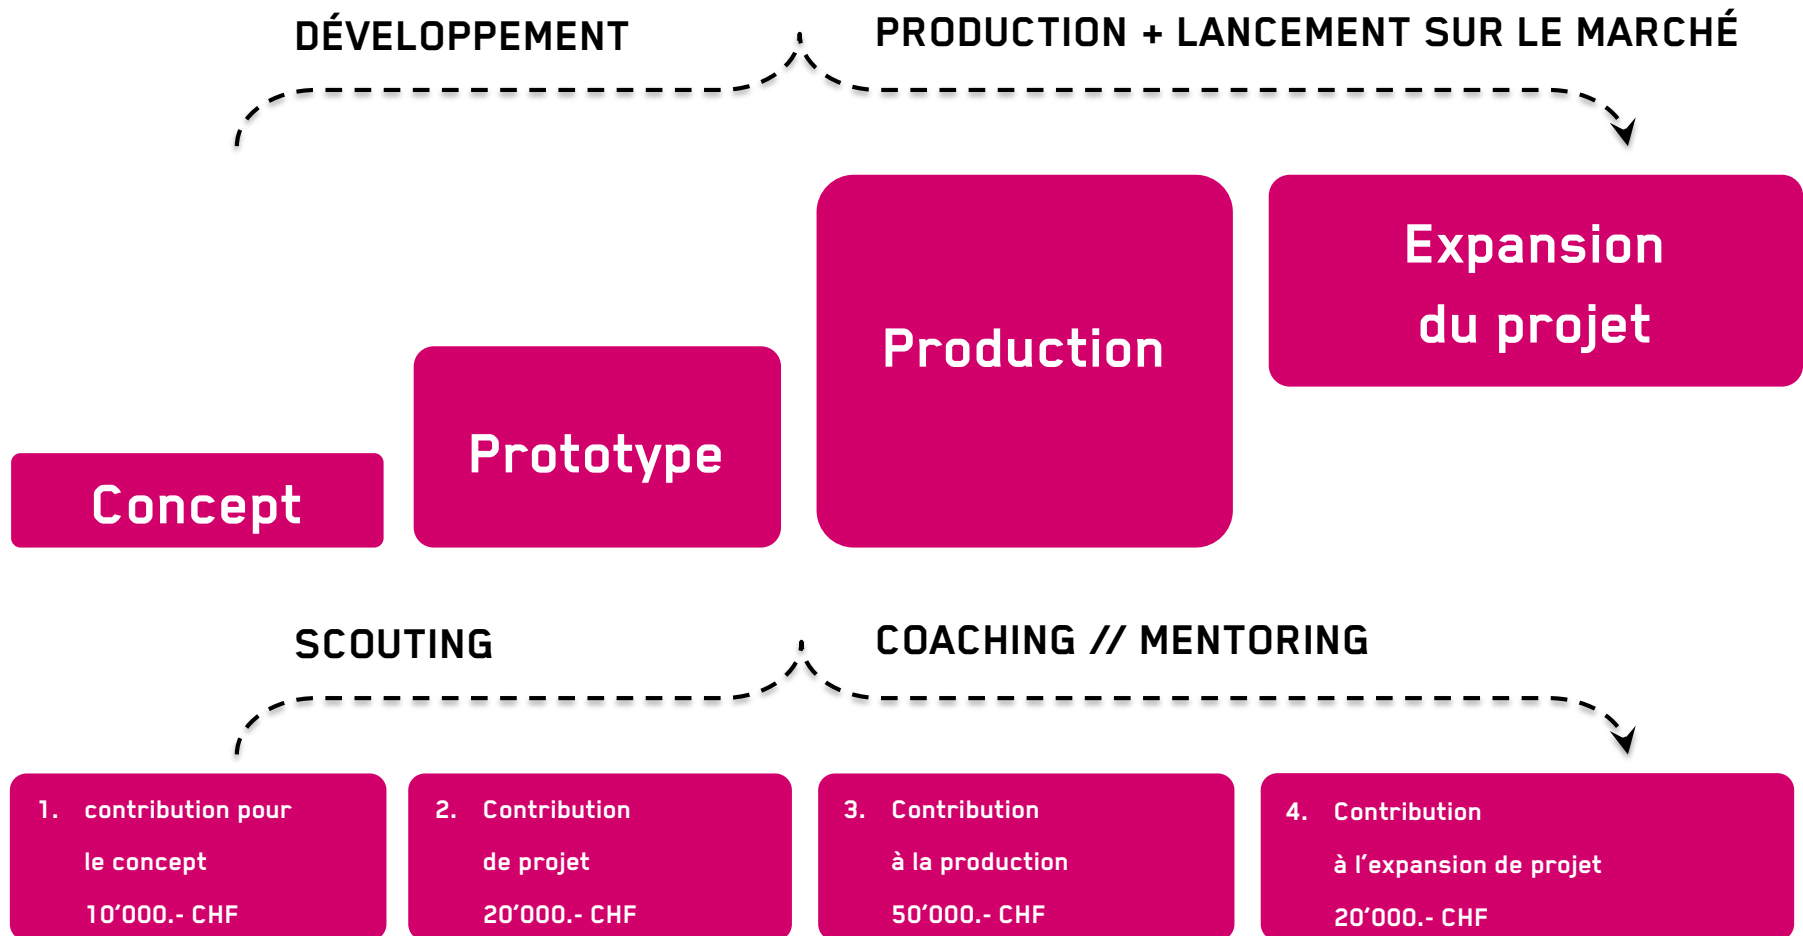 DÉVELOPPEMENT
PRODUCTION + LANCEMENT SUR LE MARCHÉ
Concept
Prototype
Production
Expansion
du projet
SCOUTING
COACHING // MENTORING
1. contribution pour
le concept
10’000.- CHF
2. Contribution
de projet
20’000.- CHF
3. Contribution
à la production
50’000.- CHF
4. Contribution
à l’expansion de projet
20’000.- CHF